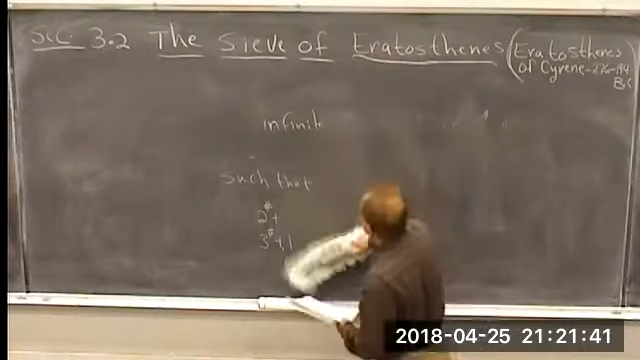 Sec. 3.2 The Sieve of Eratosthenes
(Eratosthenes
of Cyrene-276-194
B.C
infinite
such that
2#+
3#+1
2018-04-25 21:21:41